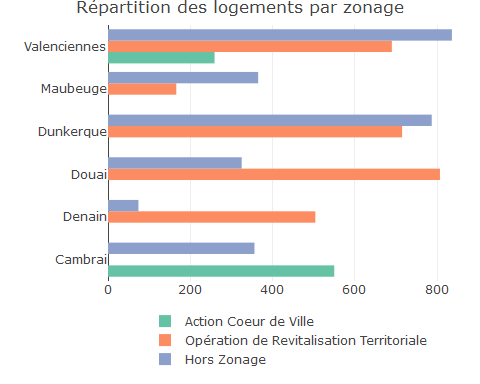 Répartition des logements par zonage
Valenciennes
Maubeuge
Dunkerque
Douai
Denain
Cambrai
0 200 400 600 800
Action Coeur de Ville
Opération de Revitalisation Territoriale
Hors Zonage